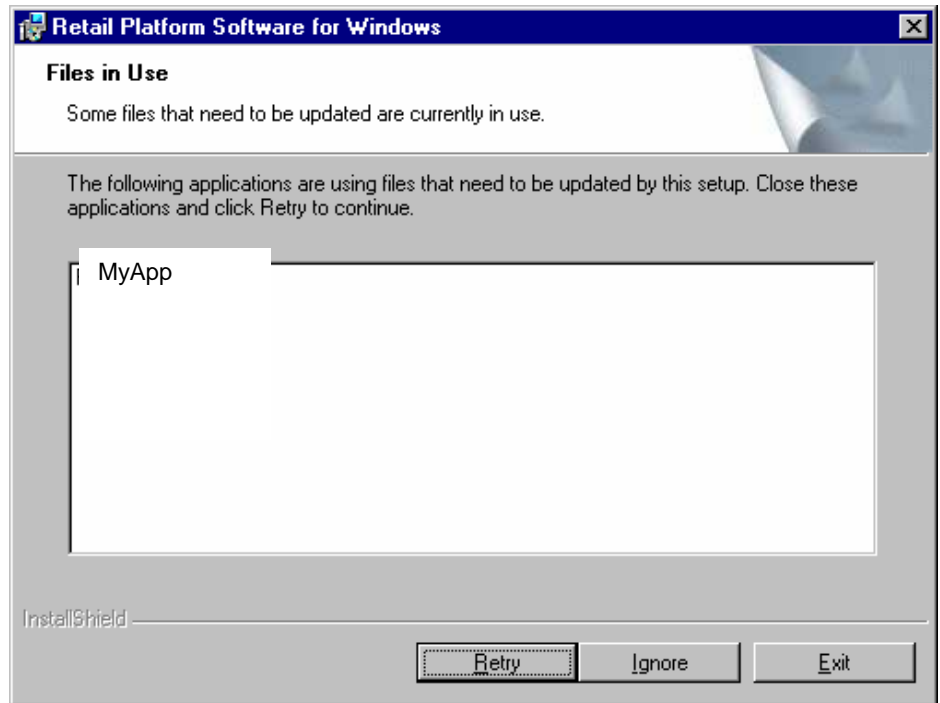 Retail Platform Software for Windows
Files in Use
Some files that need to be updated are currently in use.
The following applications are using files that need to be updated by this setup. Close these
applications and click Retry to continue.
MyApp
InstallShield
Retry Ignore Exit